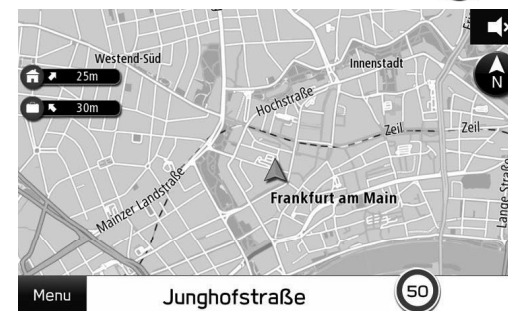 Westend-Süd
Innenstadt
25m
N
Hochstraße
30m
Zeil
Zeil
Mainzer Landstraße
Frankfurt am Main
Lange Straße
Menu
Junghofstraße
50